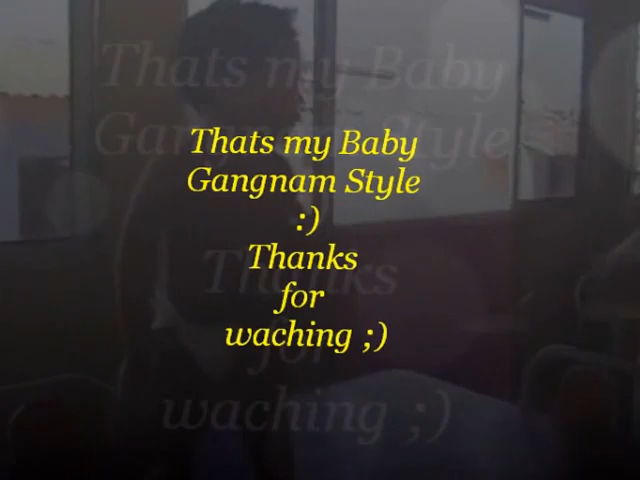 Thats my Baby
Gangnam Style
:)
Thanks
for
waching ;)